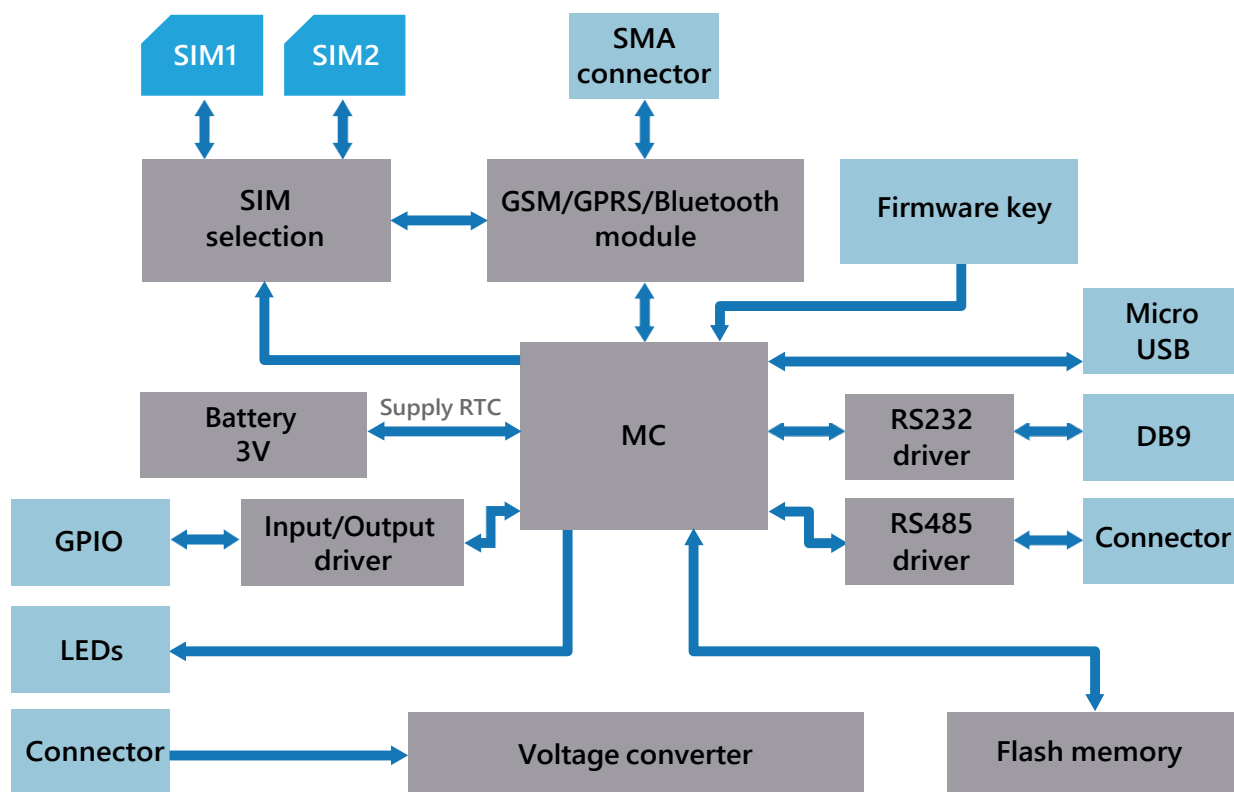 SIM1
SIM2
SMA
connector
SIM
selection
GSM/GPRS/Bluetooth
module
Firmware key
Micro
USB
Battery
3V
Supply RTC
MC
RS232
driver
DB9
GPIO
Input/Output
driver
RS485
driver
Connector
LEDs
Connector
Voltage converter
Flash memory